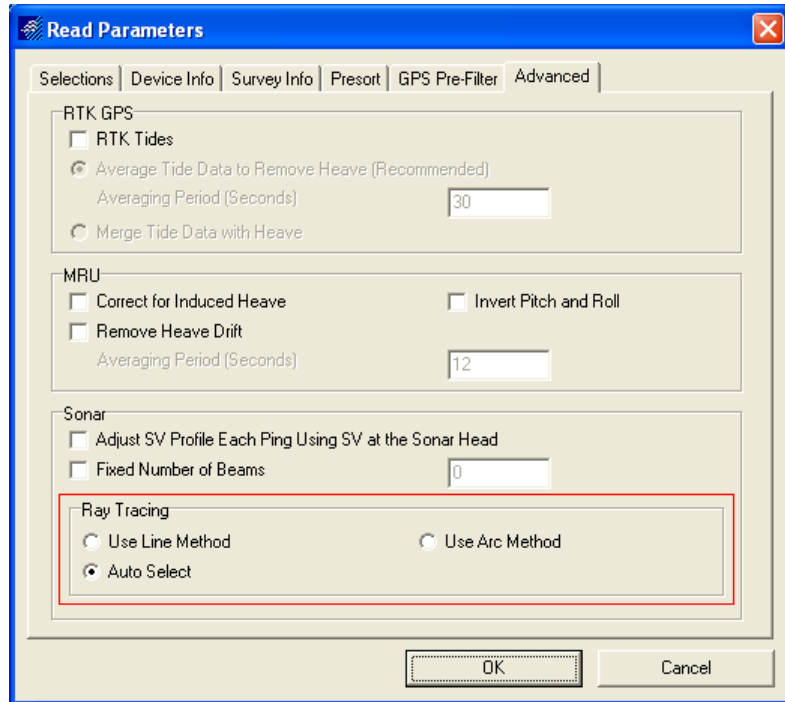 Read Parameters
Selections Device Info Survey Info Presort GPS Pre-Filter Advanced
RTK GPS
RTK Tides
Average Tide Data to Remove Heave (Recommended)
Averaging Period (Seconds) 30
Merge Tide Data with Heave
MRU
Correct for Induced Heave Invert Pitch and Roll
Remove Heave Drift
Averaging Period (Seconds) 12
Sonar
Adjust SV Profile Each Ping Using SV at the Sonar Head
Fixed Number of Beams 0
Ray Tracing
Use Line Method Use Arc Method
Auto Select
OK Cancel